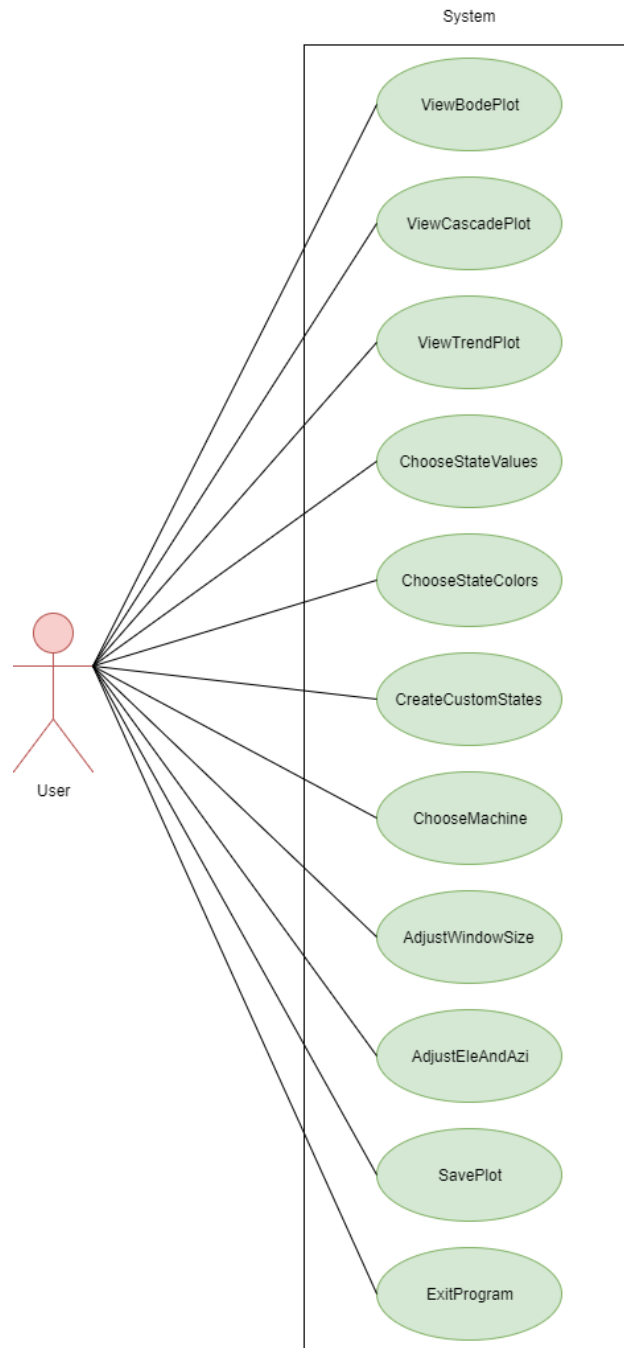 System
ViewBodePlot
ViewCascadePlot
ViewTrendPlot
ChooseStateValues
ChooseStateColors
CreateCustomStates
User
ChooseMachine
AdjustWindowSize
AdjustEleAndAzi
SavePlot
ExitProgram